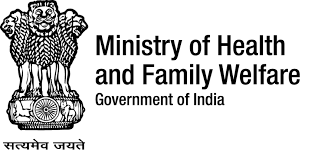 Ministry of Health
and Family Welfare
Government of India
सत्यमेव जयते